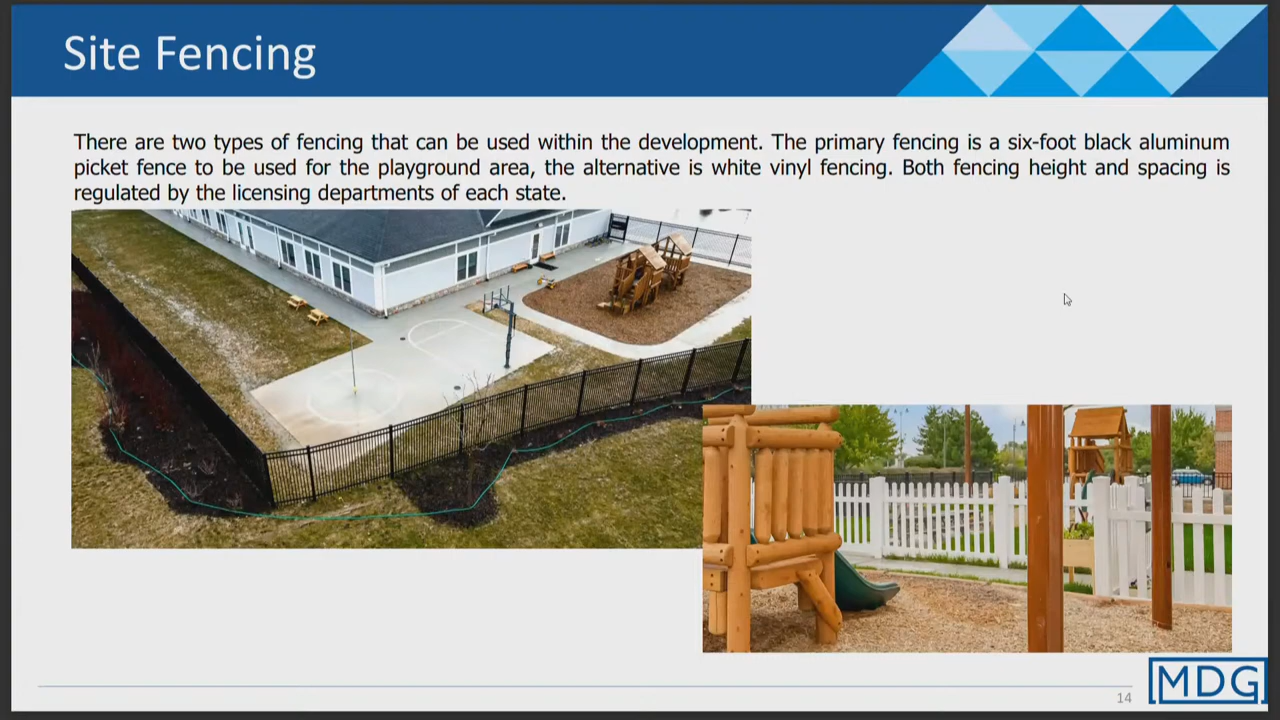 Site Fencing
There are two types of fencing that can be used within the development. The primary fencing is a six-foot black aluminum
picket fence to be used for the playground area, the alternative is white vinyl fencing. Both fencing height and spacing is
regulated by the licensing departments of each state.
14
MDG